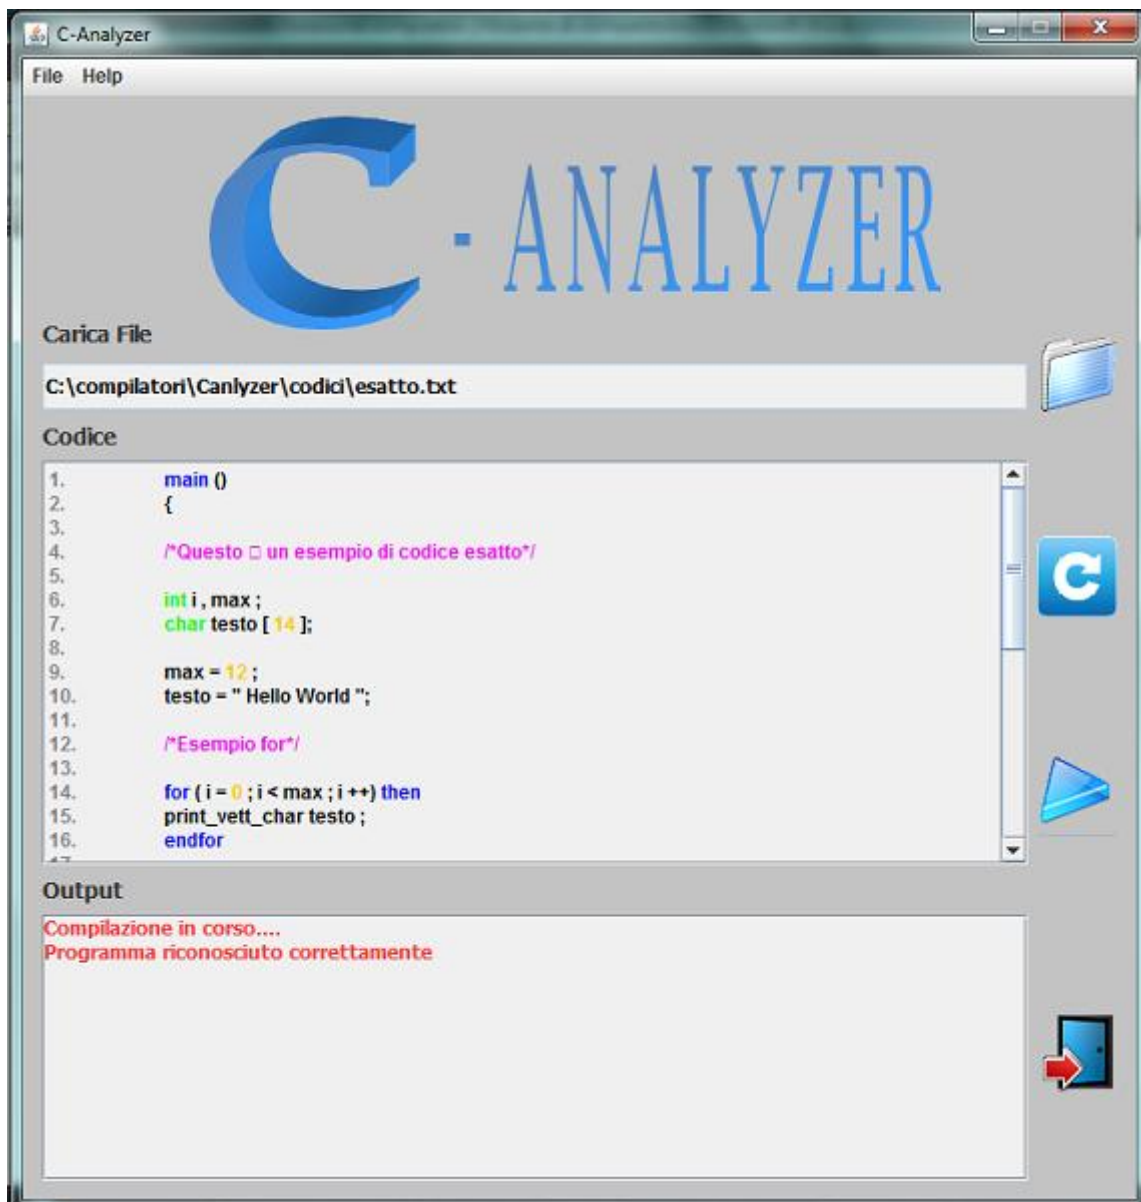 C-Analyzer
File Help
C - ANALYZER
Carica File
C:\compilatori\Canlyzer\codici\esatto.txt
Codice
1. main ()
2. {
3.
4. /*Questo □ un esempio di codice esatto*/
5.
6. int i , max ;
7. char testo [ 14 ];
8.
9. max = 12 ;
10. testo = " Hello World ";
11.
12. /*Esempio for*/
13.
14. for ( i = 0 ; i < max ; i ++) then
15. print_vett_char testo ;
16. endfor
Output
Compilazione in corso....
Programma riconosciuto correttamente